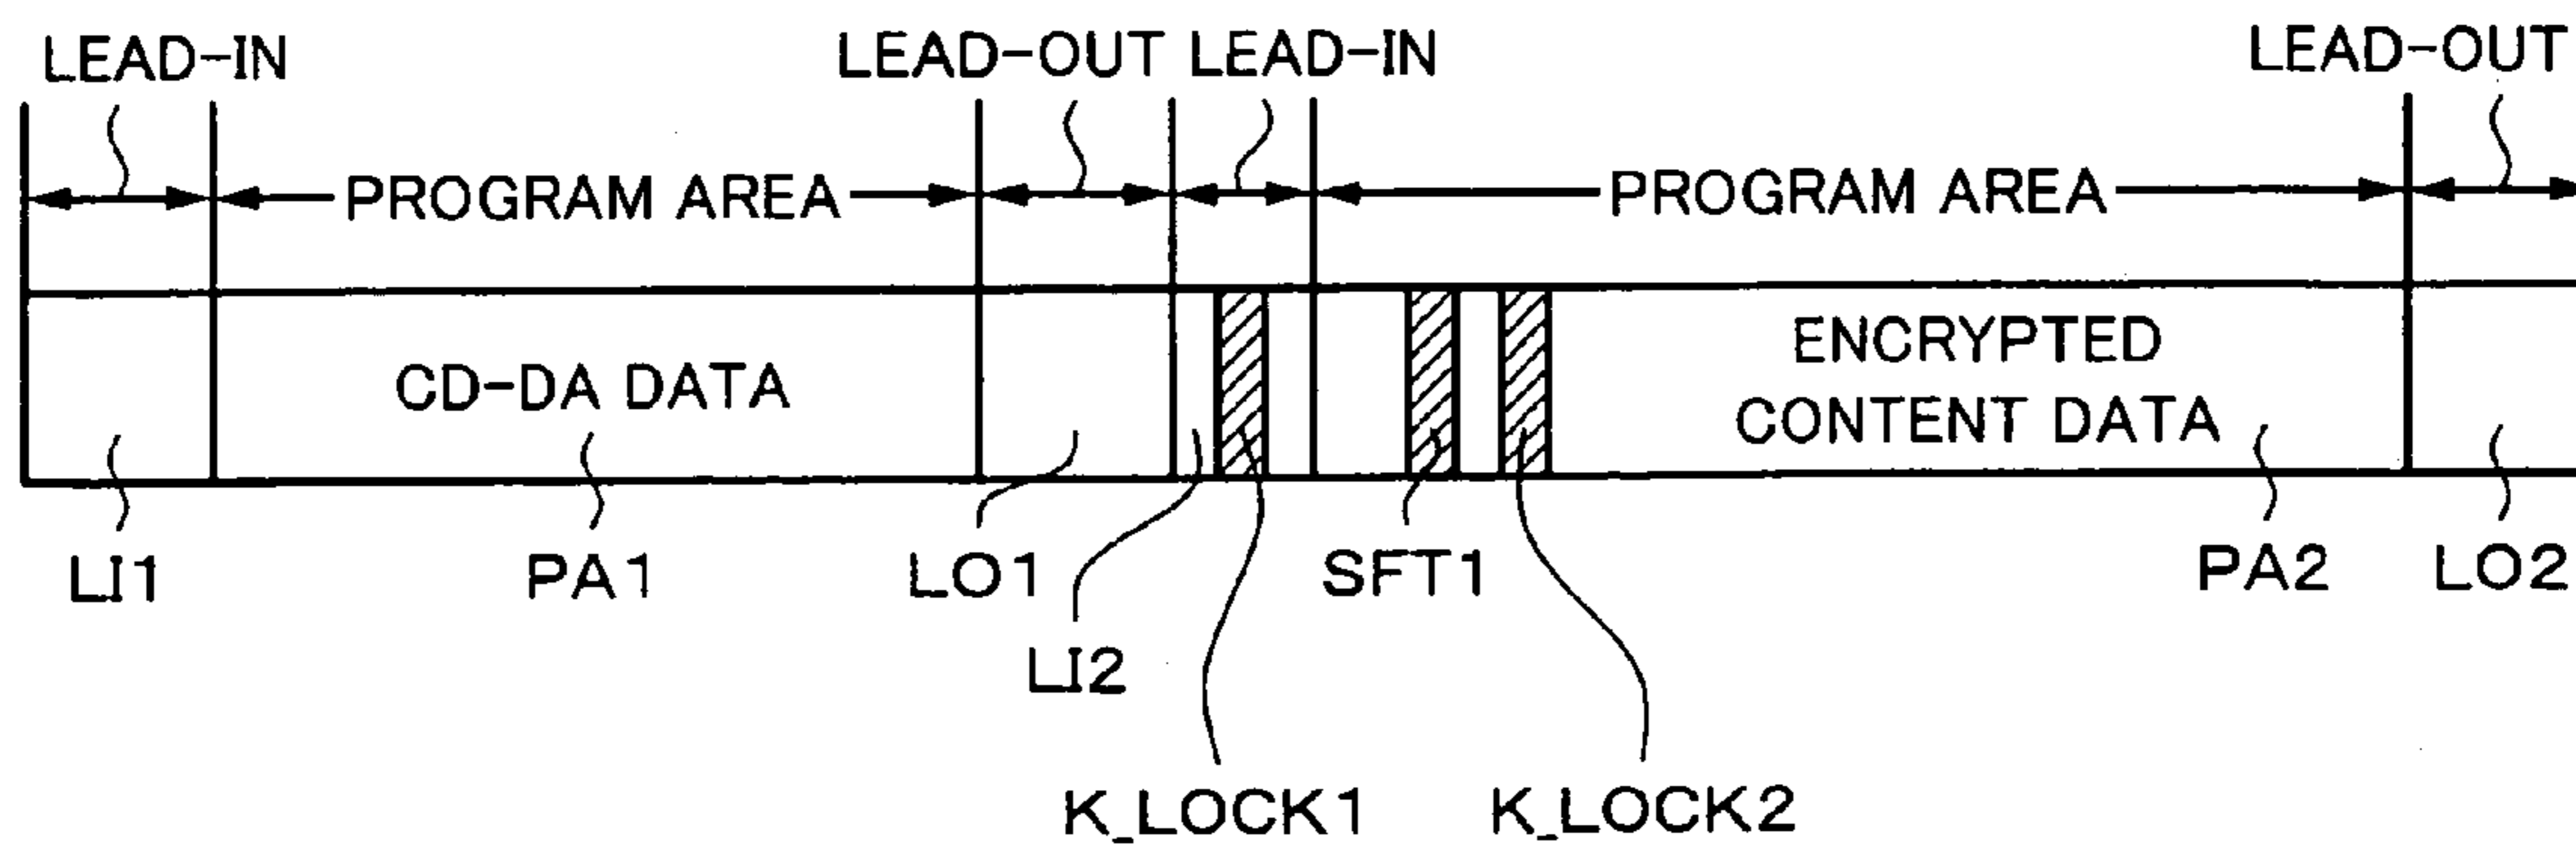 LEAD-IN
LEAD-OUT LEAD-IN
LEAD-OUT
PROGRAM AREA
PROGRAM AREA
CD-DA DATA
ENCRYPTED
CONTENT DATA
LI1
PA1
LO1
SFT1
PA2
LO2
LI2
K_LOCK1
K_LOCK2